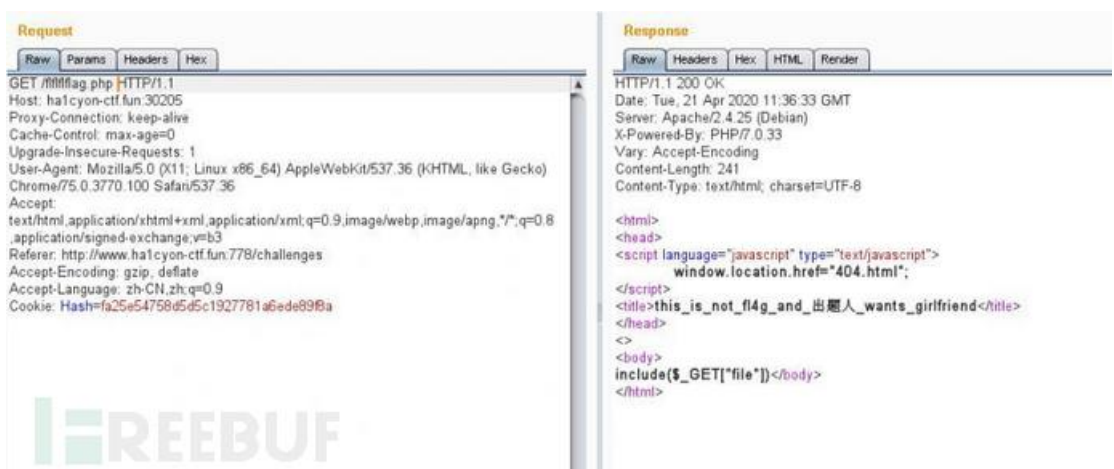 Request
Raw Params Headers Hex
GET /flflflflag.php HTTP/1.1
Host: ha1cyon-ctf.fun:30205
Proxy-Connection: keep-alive
Cache-Control: max-age=0
Upgrade-Insecure-Requests: 1
User-Agent: Mozilla/5.0 (X11; Linux x86_64) AppleWebKit/537.36 (KHTML, like Gecko)
Chrome/75.0.3770.100 Safari/537.36
Accept:
text/html,application/xhtml+xml,application/xml;q=0.9,image/webp,image/apng,*/*;q=0.8
,application/signed-exchange;v=b3
Referer: http://www.ha1cyon-ctf.fun:778/challenges
Accept-Encoding: gzip, deflate
Accept-Language: zh-CN,zh;q=0.9
Cookie: Hash=fa25e54758d5d5c1927781a6ede89f8a
Response
Raw Headers Hex HTML Render
HTTP/1.1 200 OK
Date: Tue, 21 Apr 2020 11:36:33 GMT
Server: Apache/2.4.25 (Debian)
X-Powered-By: PHP/7.0.33
Vary: Accept-Encoding
Content-Length: 241
Content-Type: text/html; charset=UTF-8
<html>
<head>
<script language="javascript" type="text/javascript">
window.location.href="404.html";
</script>
<title>this_is_not_fl4g_and_出题人_wants_girlfriend</title>
</head>
<>
<body>
include($_GET["file"])</body>
</html>
FREEBUF